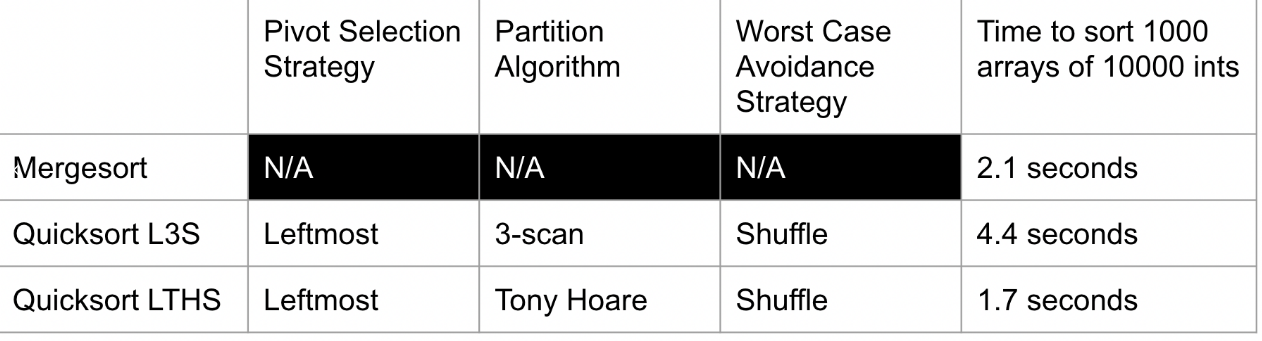 Pivot Selection
Strategy
Partition
Algorithm
Worst Case
Avoidance
Strategy
Time to sort 1000
arrays of 10000 ints
Mergesort
N/A
N/A
N/A
2.1 seconds
Quicksort L3S
Leftmost
3-scan
Shuffle
4.4 seconds
Quicksort LTHS
Leftmost
Tony Hoare
Shuffle
1.7 seconds